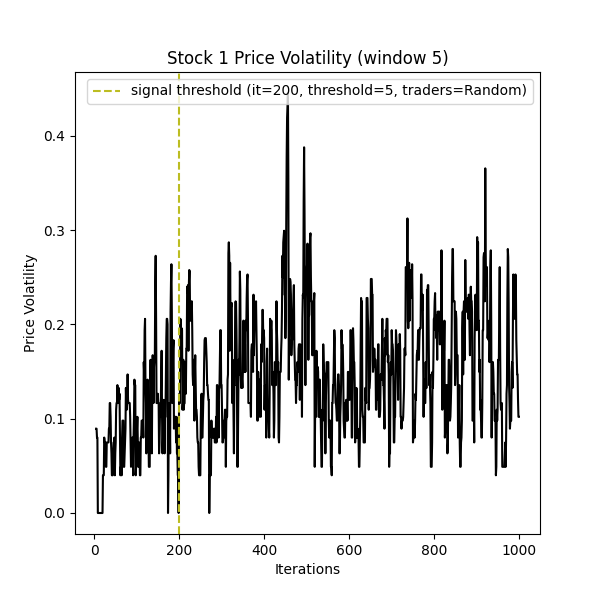 Stock 1 Price Volatility (window 5)
signal threshold (it=200, threshold=5, traders=Random)
0.4
0.3
0.2
0.1
0.0
Price Volatility
0 200 400 600 800 1000
Iterations